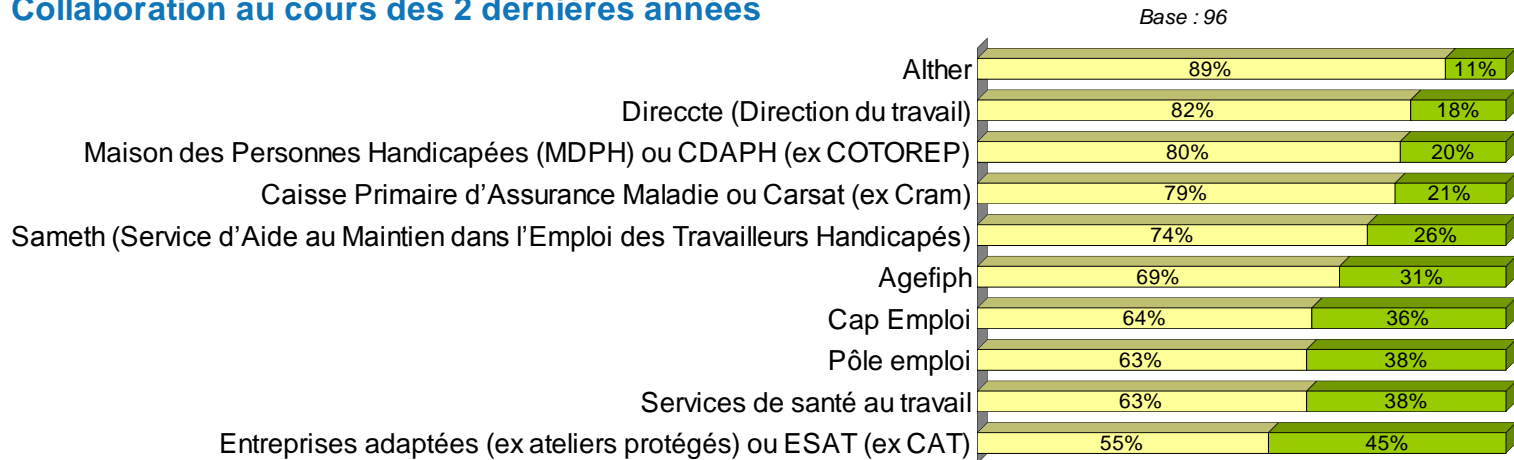 Collaboration au cours des 2 dernières années
Base : 96
Alther 89% 11%
Direccte (Direction du travail) 82% 18%
Maison des Personnes Handicapées (MDPH) ou CDAPH (ex COTOREP) 80% 20%
Caisse Primaire d’Assurance Maladie ou Carsat (ex Cram) 79% 21%
Sameth (Service d’Aide au Maintien dans l’Emploi des Travailleurs Handicapés) 74% 26%
Agefiph 69% 31%
Cap Emploi 64% 36%
Pôle emploi 63% 38%
Services de santé au travail 63% 38%
Entreprises adaptées (ex ateliers protégés) ou ESAT (ex CAT) 55% 45%